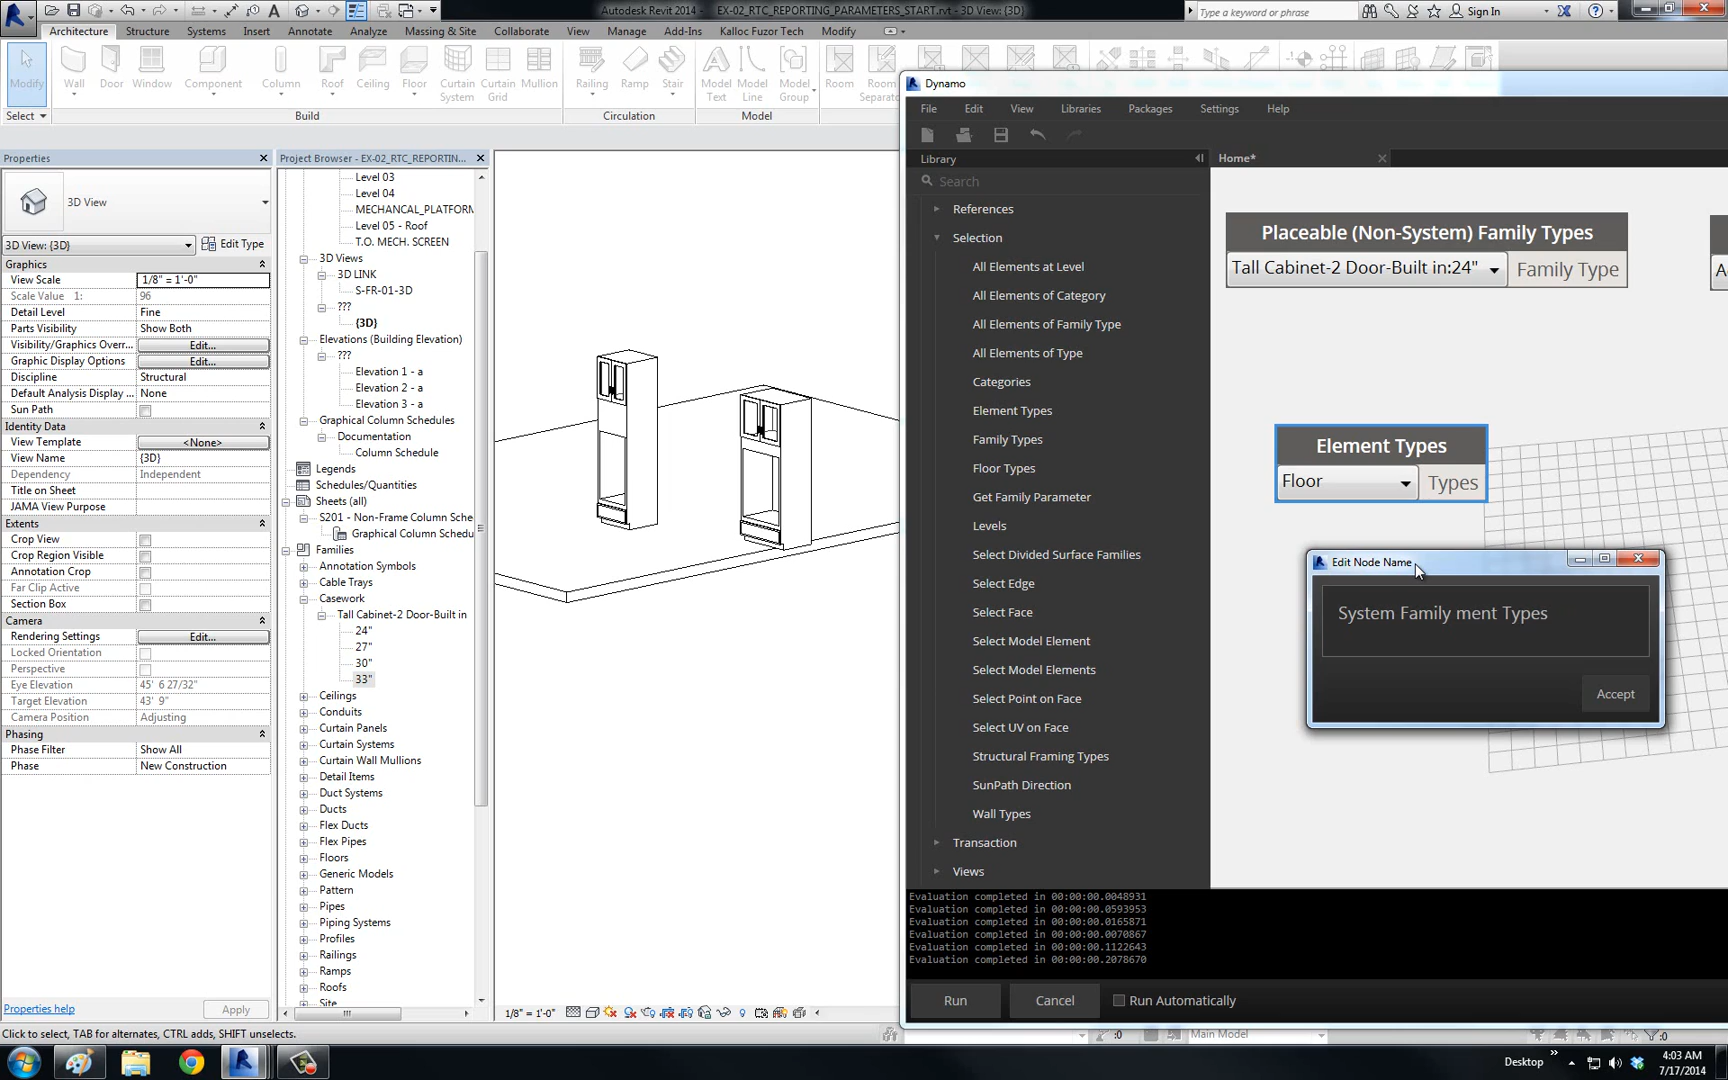 Autodesk Revit 2014 - EX-02_RTC_REPORTING_PARAMETERS_START.rvt - 3D View: {3D}
Type a keyword or phrase
Sign In
Architecture Structure Systems Insert Annotate Analyze Massing & Site Collaborate View Manage Add-Ins Kalloc Fuzor Tech Modify
Modify Wall Door Window Component Column Roof Ceiling Floor Curtain System Curtain Grid Mullion Railing Ramp Stair Model Text Model Line Model Group Room Room
Select Build Circulation Model
Properties
3D View
3D View: {3D} Edit Type
Graphics
View Scale 1/8" = 1'-0"
Scale Value 1: 96
Detail Level Fine
Parts Visibility Show Both
Visibility/Graphics Overr... Edit...
Graphic Display Options Edit...
Discipline Structural
Default Analysis Display ... None
Sun Path
Identity Data
View Template <None>
View Name {3D}
Dependency Independent
Title on Sheet
JAMA View Purpose
Extents
Crop View
Crop Region Visible
Annotation Crop
Far Clip Active
Section Box
Camera
Rendering Settings Edit...
Locked Orientation
Perspective
Eye Elevation 45' 6 27/32"
Target Elevation 43' 9"
Camera Position Adjusting
Phasing
Phase Filter Show All
Phase New Construction
Properties help Apply
Project Browser - EX-02_RTC_REPORTIN...
Level 03
Level 04
MECHANCAL_PLATFORM
Level 05 - Roof
T.O. MECH. SCREEN
3D Views
3D LINK
S-FR-01-3D
???
{3D}
Elevations (Building Elevation)
???
Elevation 1 - a
Elevation 2 - a
Elevation 3 - a
Graphical Column Schedules
Documentation
Column Schedule
Legends
Schedules/Quantities
Sheets (all)
S201 - Non-Frame Column Sche
Graphical Column Schedu
Families
Annotation Symbols
Cable Trays
Casework
Tall Cabinet-2 Door-Built in
24"
27"
30"
33"
Ceilings
Conduits
Curtain Panels
Curtain Systems
Curtain Wall Mullions
Detail Items
Duct Systems
Ducts
Flex Ducts
Flex Pipes
Floors
Generic Models
Pattern
Pipes
Piping Systems
Profiles
Railings
Ramps
Roofs
Site
1/8" = 1'-0"
Dynamo
File Edit View Libraries Packages Settings Help
Library
Search
References
Selection
All Elements at Level
All Elements of Category
All Elements of Family Type
All Elements of Type
Categories
Element Types
Family Types
Floor Types
Get Family Parameter
Levels
Select Divided Surface Families
Select Edge
Select Face
Select Model Element
Select Model Elements
Select Point on Face
Select UV on Face
Structural Framing Types
SunPath Direction
Wall Types
Transaction
Views
Home*
Placeable (Non-System) Family Types
Tall Cabinet-2 Door-Built in:24" Family Type
Element Types
Floor Types
Edit Node Name
System Family ment Types
Accept
Evaluation completed in 00:00:00.0048931
Evaluation completed in 00:00:00.0593953
Evaluation completed in 00:00:00.0165871
Evaluation completed in 00:00:00.0070867
Evaluation completed in 00:00:00.1122643
Evaluation completed in 00:00:00.2078670
Run Cancel Run Automatically
Click to select, TAB for alternates, CTRL adds, SHIFT unselects.
:0 Main Model :0
Desktop 4:03 AM
7/17/2014